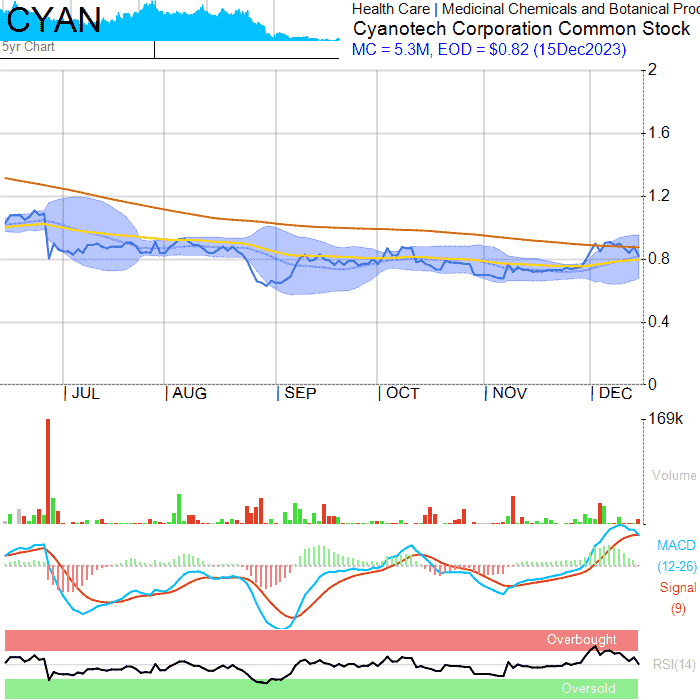 CYAN
5yr Chart
Health Care | Medicinal Chemicals and Botanical Proc
Cyanotech Corporation Common Stock
MC = 5.3M, EOD = $0.82 (15Dec2023)
2
1.6
1.2
0.8
0.4
0
JUL AUG SEP OCT NOV DEC
169k
Volume
MACD
(12-26)
Signal
(9)
Overbought
RSI(14)
Oversold